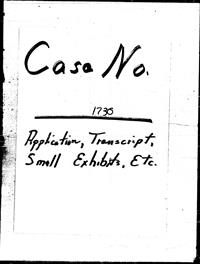 Case No.
1735
Application, Transcript,
Small Exhibits, Etc.